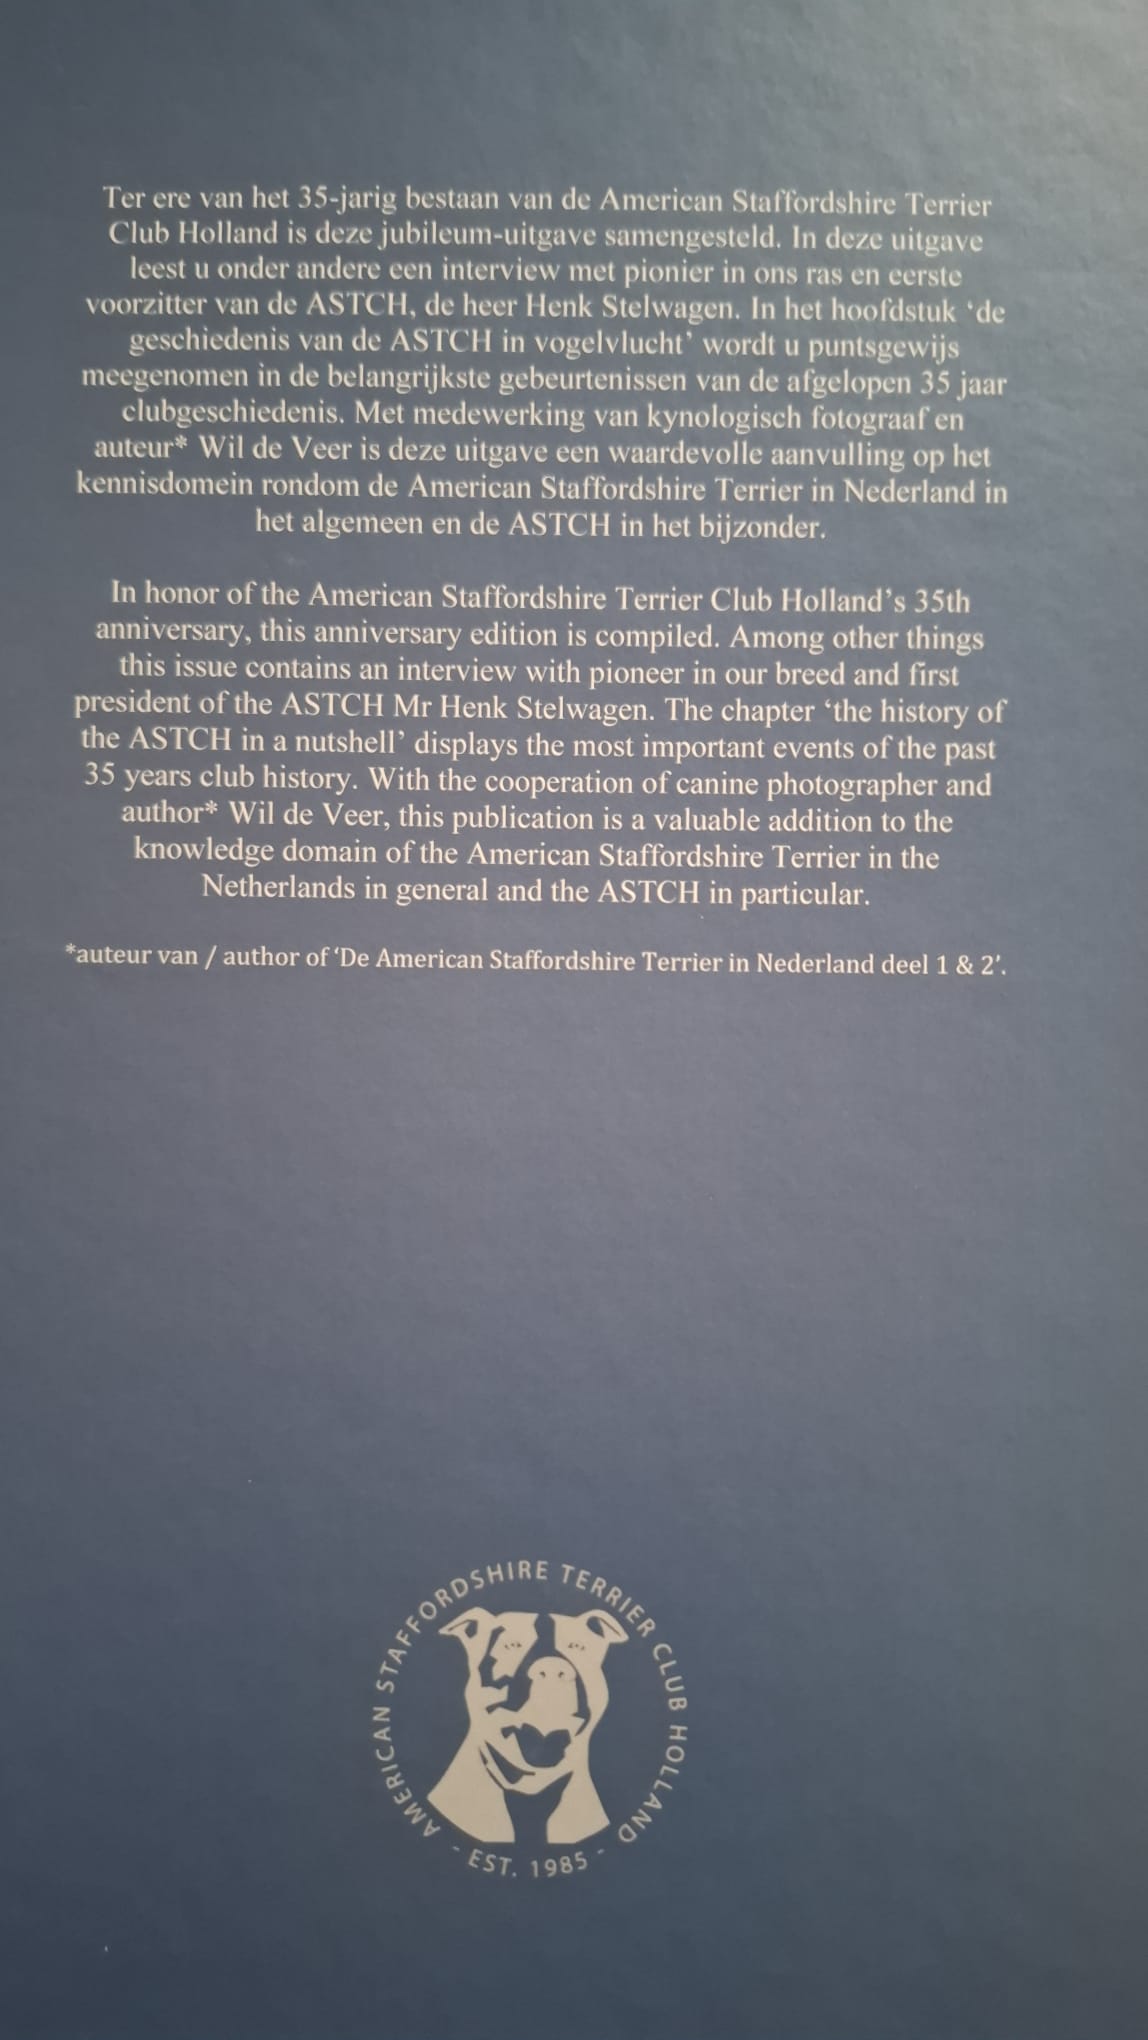 Ter ere van het 35-jarig bestaan van de American Staffordshire Terrier
Club Holland is deze jubileum-uitgave samengesteld. In deze uitgave
leest u onder andere een interview met pionier in ons ras en eerste
voorzitter van de ASTCH, de heer Henk Stelwagen. In het hoofdstuk ‘de
geschiedenis van de ASTCH in vogelvlucht’ wordt u puntsgewijs
meegenomen in de belangrijkste gebeurtenissen van de afgelopen 35 jaar
clubgeschiedenis. Met medewerking van kynologisch fotograaf en
auteur* Wil de Veer is deze uitgave een waardevolle aanvulling op het
kennisdomein rondom de American Staffordshire Terrier in Nederland in
het algemeen en de ASTCH in het bijzonder.
In honor of the American Staffordshire Terrier Club Holland’s 35th
anniversary, this anniversary edition is compiled. Among other things
this issue contains an interview with pioneer in our breed and first
president of the ASTCH Mr Henk Stelwagen. The chapter ‘the history of
the ASTCH in a nutshell’ displays the most important events of the past
35 years club history. With the cooperation of canine photographer and
author* Wil de Veer, this publication is a valuable addition to the
knowledge domain of the American Staffordshire Terrier in the
Netherlands in general and the ASTCH in particular.
*auteur van / author of ‘De American Staffordshire Terrier in Nederland deel 1 & 2’.
AMERICAN STAFFORDSHIRE TERRIER CLUB HOLLAND
- EST. 1985 -